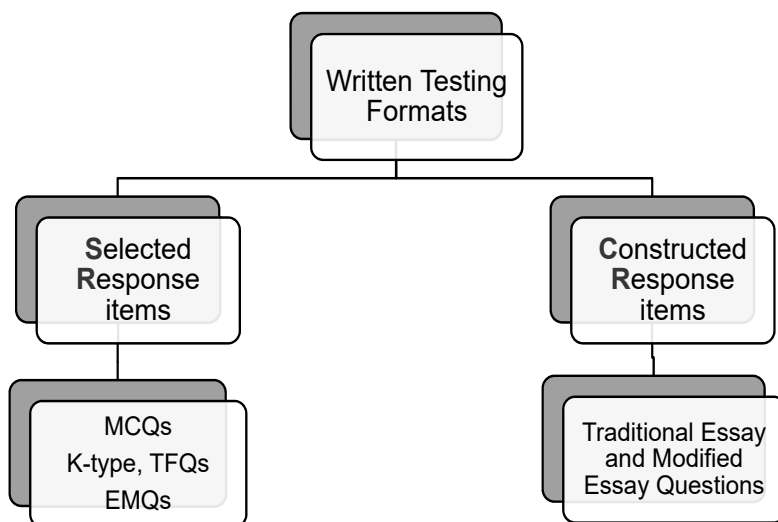 Written Testing
Formats
Selected
Response
items
Constructed
Response
items
MCQs
K-type, TFQs
EMQs
Traditional Essay
and Modified
Essay Questions